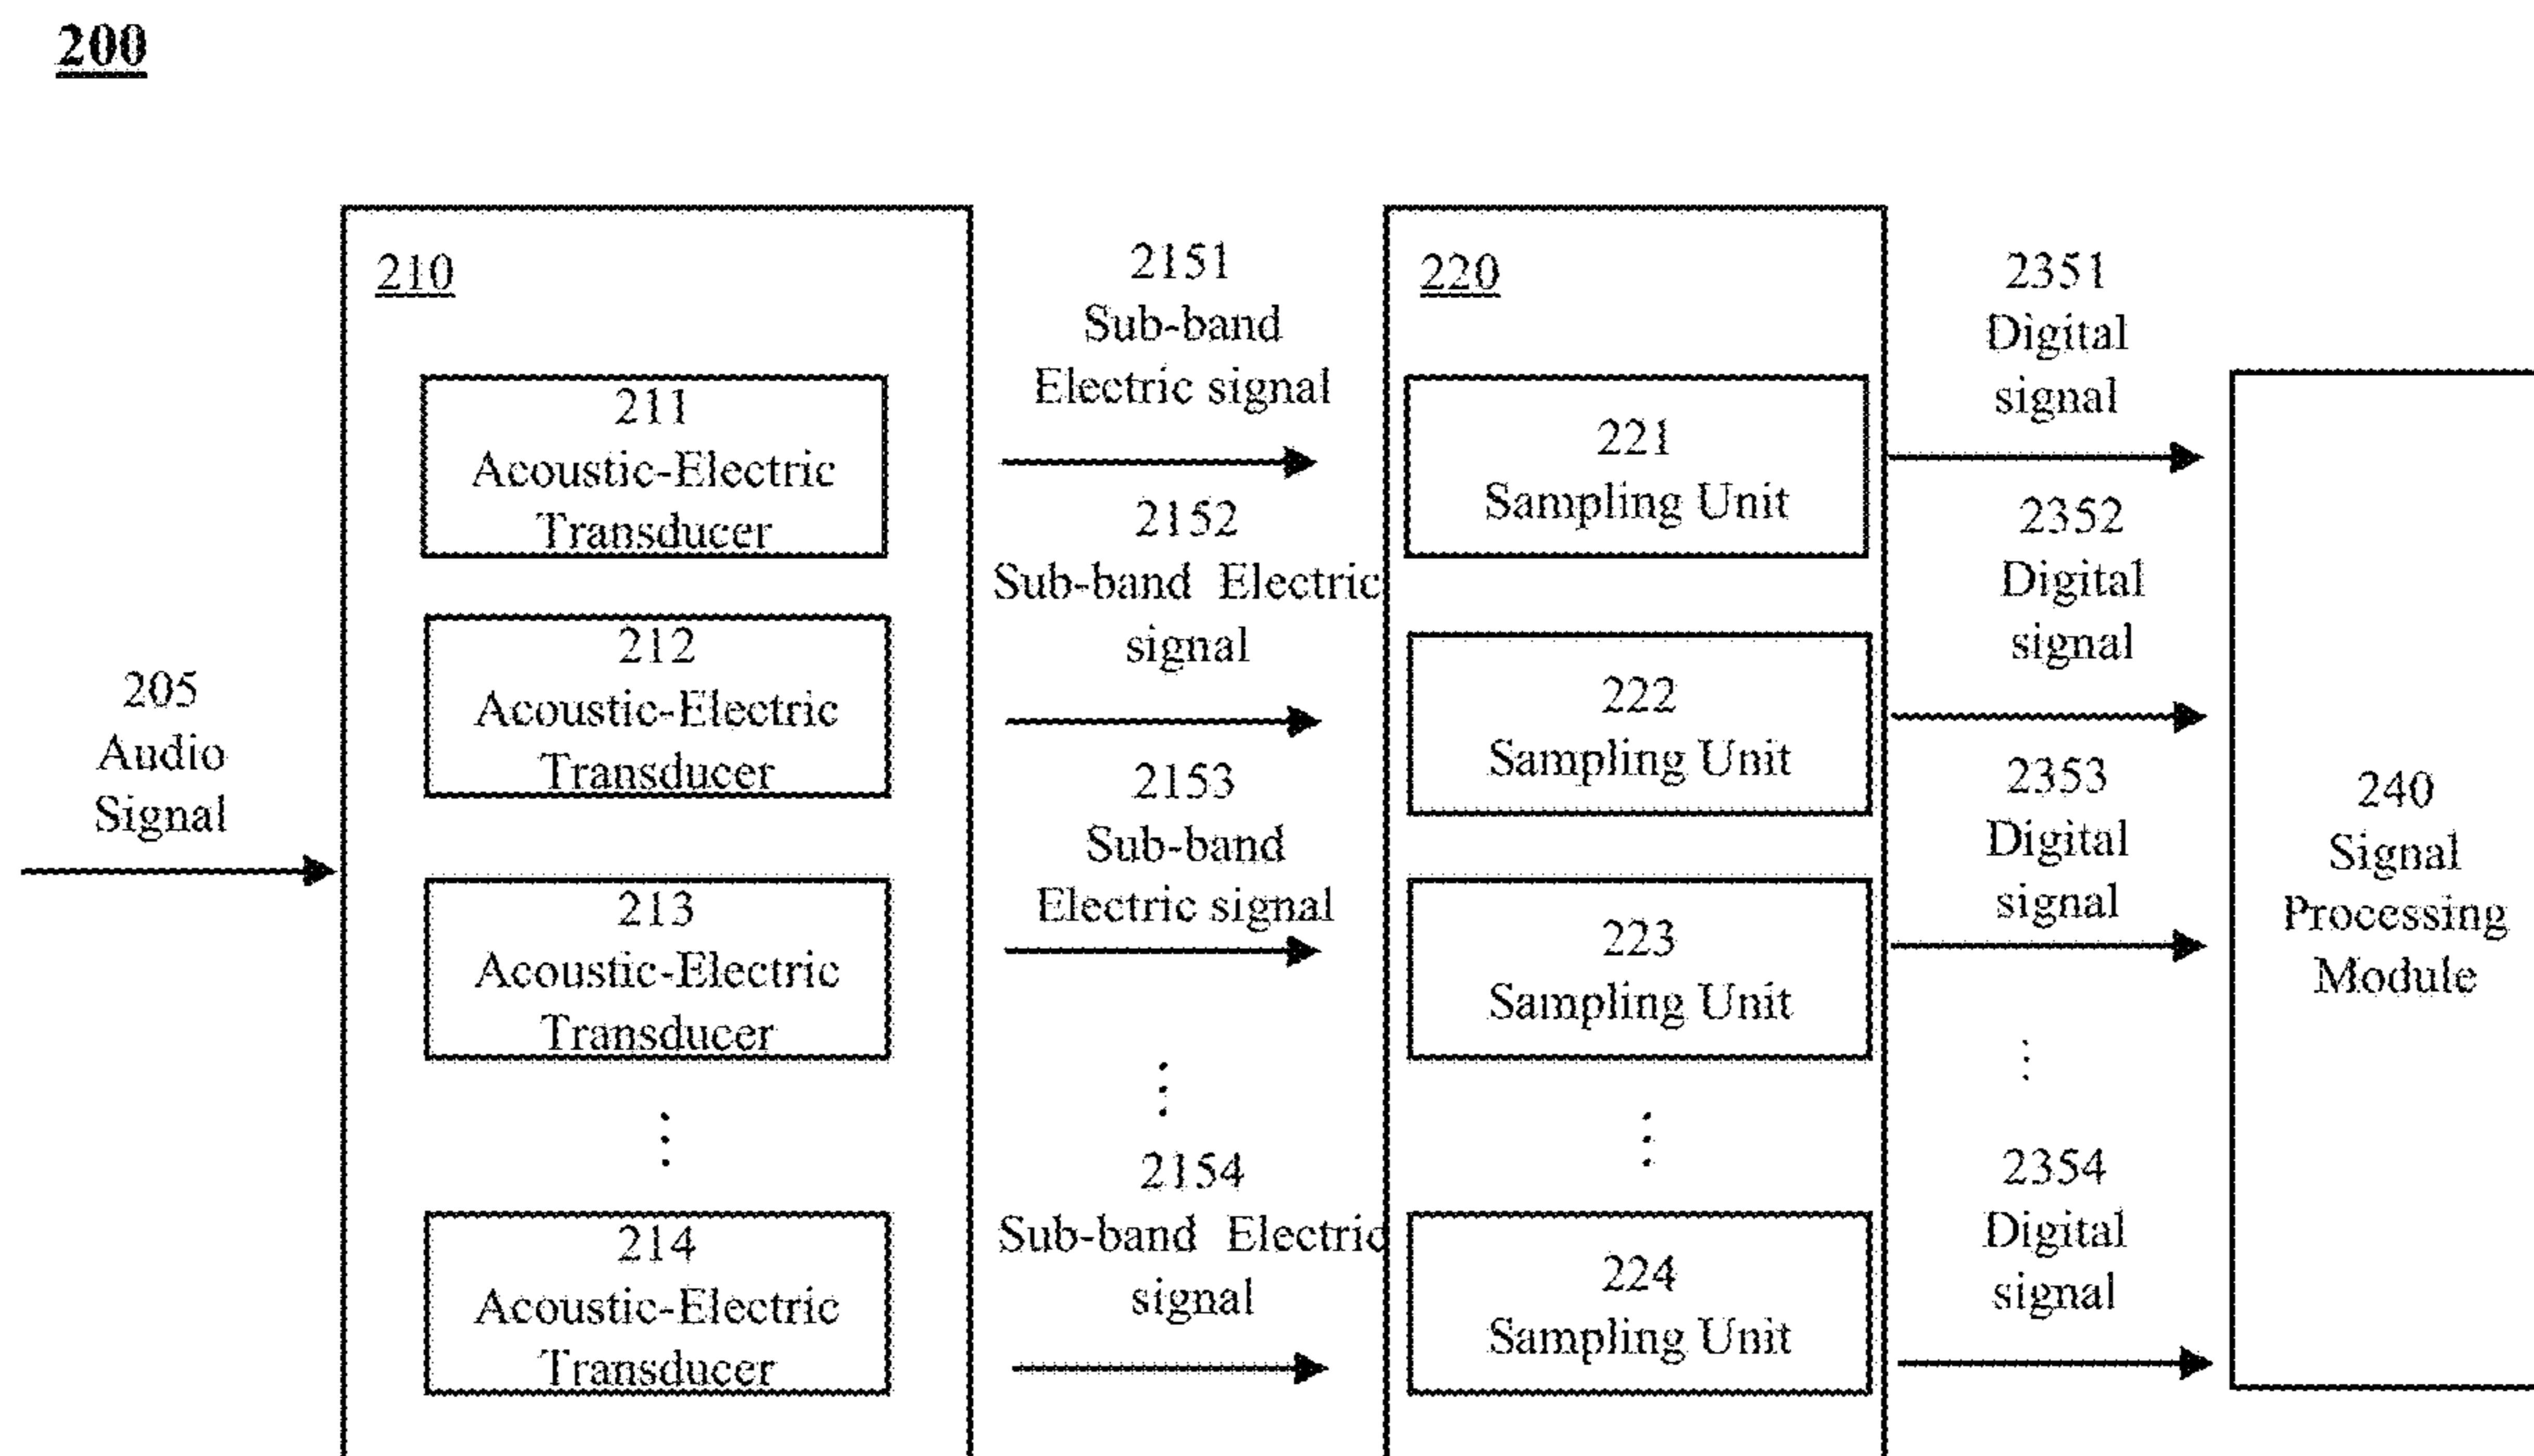 200
205
Audio
Signal
210
211
Acoustic-Electric
Transducer
212
Acoustic-Electric
Transducer
213
Acoustic-Electric
Transducer
⋮
214
Acoustic-Electric
Transducer
2151
Sub-band
Electric signal
2152
Sub-band Electric
signal
2153
Sub-band
Electric signal
⋮
2154
Sub-band Electric
signal
220
221
Sampling Unit
222
Sampling Unit
223
Sampling Unit
⋮
224
Sampling Unit
2351
Digital
signal
2352
Digital
signal
2353
Digital
signal
⋮
2354
Digital
signal
240
Signal
Processing
Module